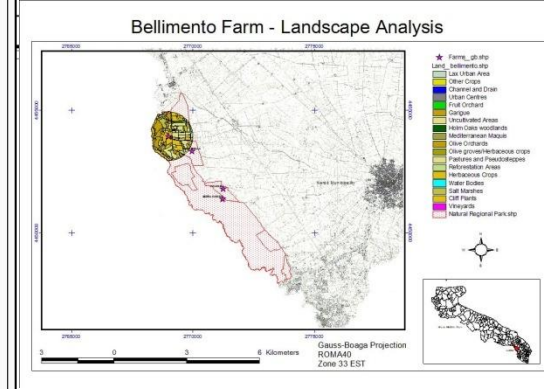 Bellimento Farm - Landscape Analysis
2765000
2770000
2775000
Farms_gb.shp
Land_bellimento.shp
Lax Urban Area
Other Crops
Channel and Drain
Urban Centres
Fruit Orchard
Garigue
Uncultivated Areas
Holm Oaks woodlands
Mediterranean Maquis
Olive Orchards
Olive groves/Herbaceous crops
Pastures and Pseudosteppes
Reforestation Areas
Herbaceous Crops
Water Bodies
Salt Marshes
Cliff Plants
Vineyards
Natural Regional Park.shp
2765000
2770000
2775000
3 0 3 6 Kilometers
Gauss-Boaga Projection
ROMA40
Zone 33 EST